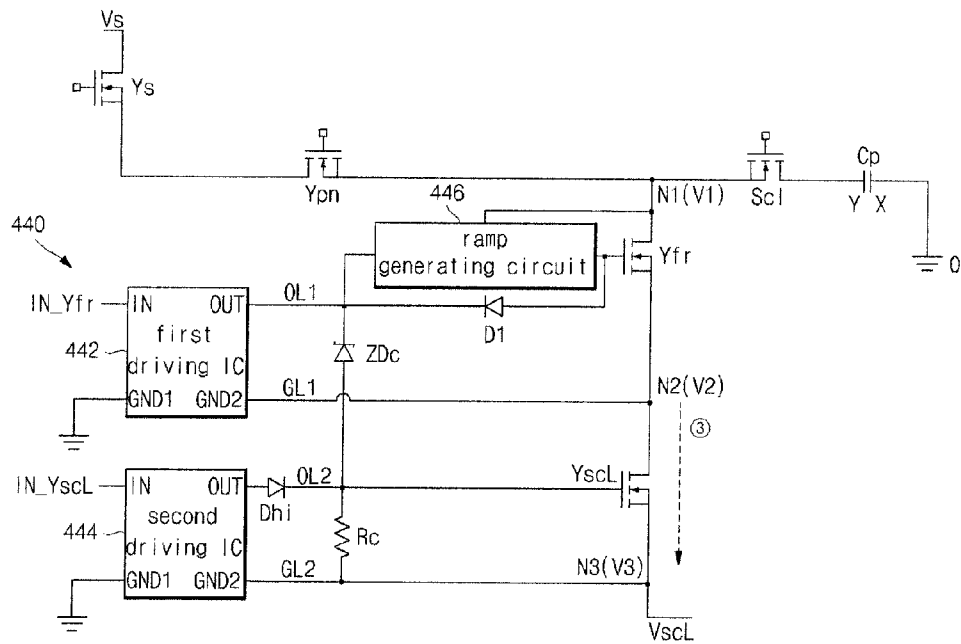 Vs
Ys
Ypn
Scl
Cp
Y X
N1(V1)
0
446
ramp
generating circuit
Yfr
440
IN_Yfr
IN OUT
OL1
D1
442
first
driving IC
ZDc
GND1 GND2
GL1
N2(V2)
③
YscL
IN_YscL
IN OUT
Dhi
OL2
444
second
driving IC
Rc
GND1 GND2
GL2
N3(V3)
VscL